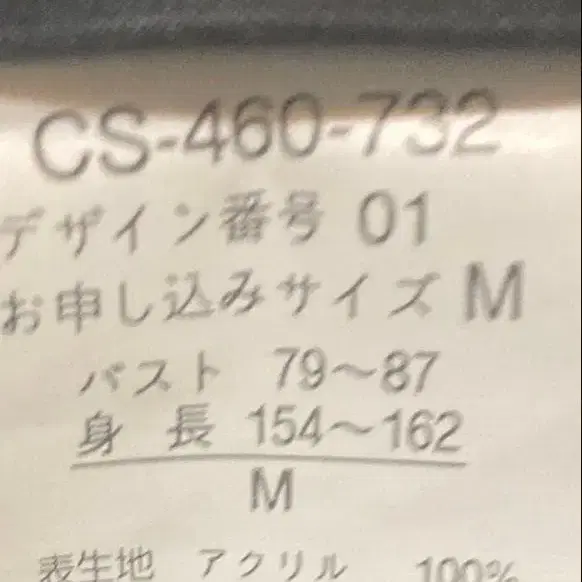 CS-460-732
デザイン番号 01
お申し込みサイズ M
バスト 79～87
身 長 154～162
M
表生地 アクリル 100%